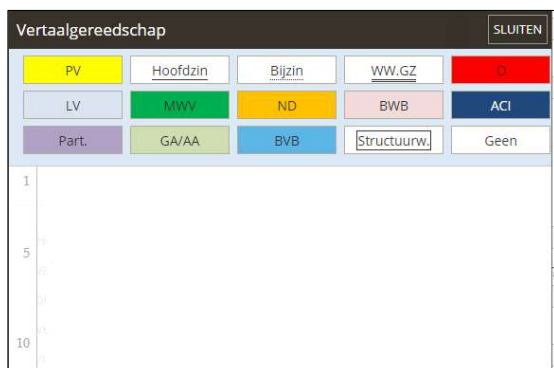 Vertaalgereedschap SLUITEN
PV Hoofdzin Bijzin WW.GZ O
LV MWV ND BWB ACI
Part. GA/AA BVB Structuurw. Geen
1
5
10